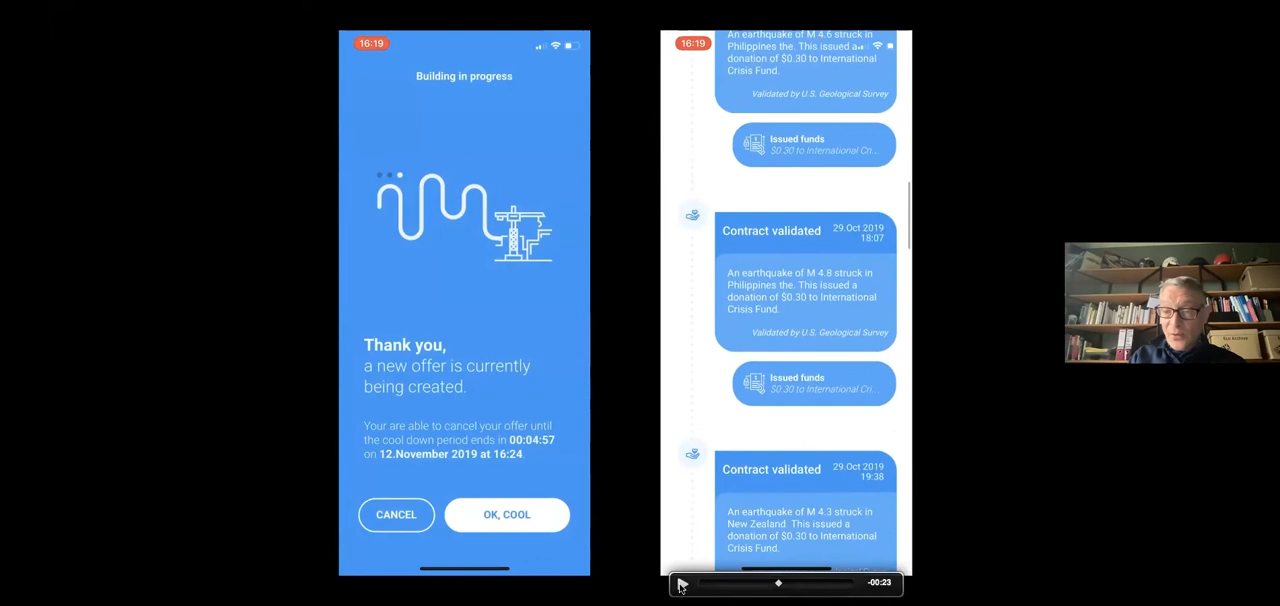 16:19
Building in progress
Thank you,
a new offer is currently
being created.
Your are able to cancel your offer until
the cool down period ends in 00:04:57
on 12.November 2019 at 16:24.
CANCEL
OK, COOL
16:19
An earthquake of M 4.6 struck in
Philippines the. This issued a
donation of $0.30 to International
Crisis Fund.
Validated by U.S. Geological Survey
Issued funds
$0.30 to International Cri...
Contract validated
29.Oct 2019
18:07
An earthquake of M 4.8 struck in
Philippines the. This issued a
donation of $0.30 to International
Crisis Fund.
Validated by U.S. Geological Survey
Issued funds
$0.30 to International Cri...
Contract validated
29.Oct 2019
19:38
An earthquake of M 4.3 struck in
New Zealand. This issued a
donation of $0.30 to International
Crisis Fund.
-00:23